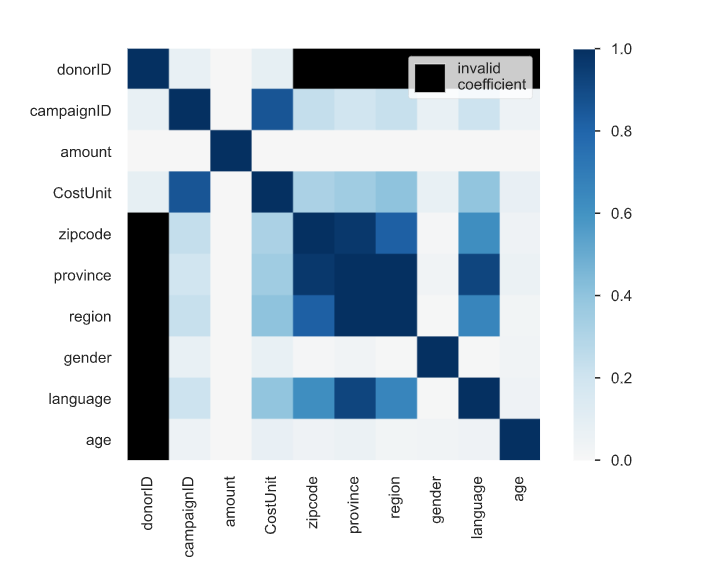 donorID
campaignID
amount
CostUnit
zipcode
province
region
gender
language
age
invalid
coefficient
1.0
0.8
0.6
0.4
0.2
0.0
donorID
campaignID
amount
CostUnit
zipcode
province
region
gender
language
age